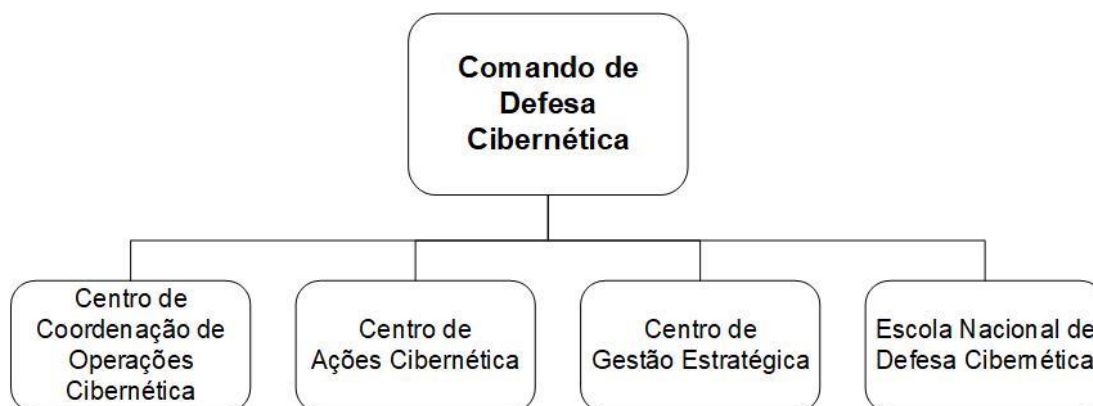 Comando de
Defesa
Cibernética
Centro de
Coordenação de
Operações
Cibernética
Centro de
Ações Cibernética
Centro de
Gestão Estratégica
Escola Nacional de
Defesa Cibernética